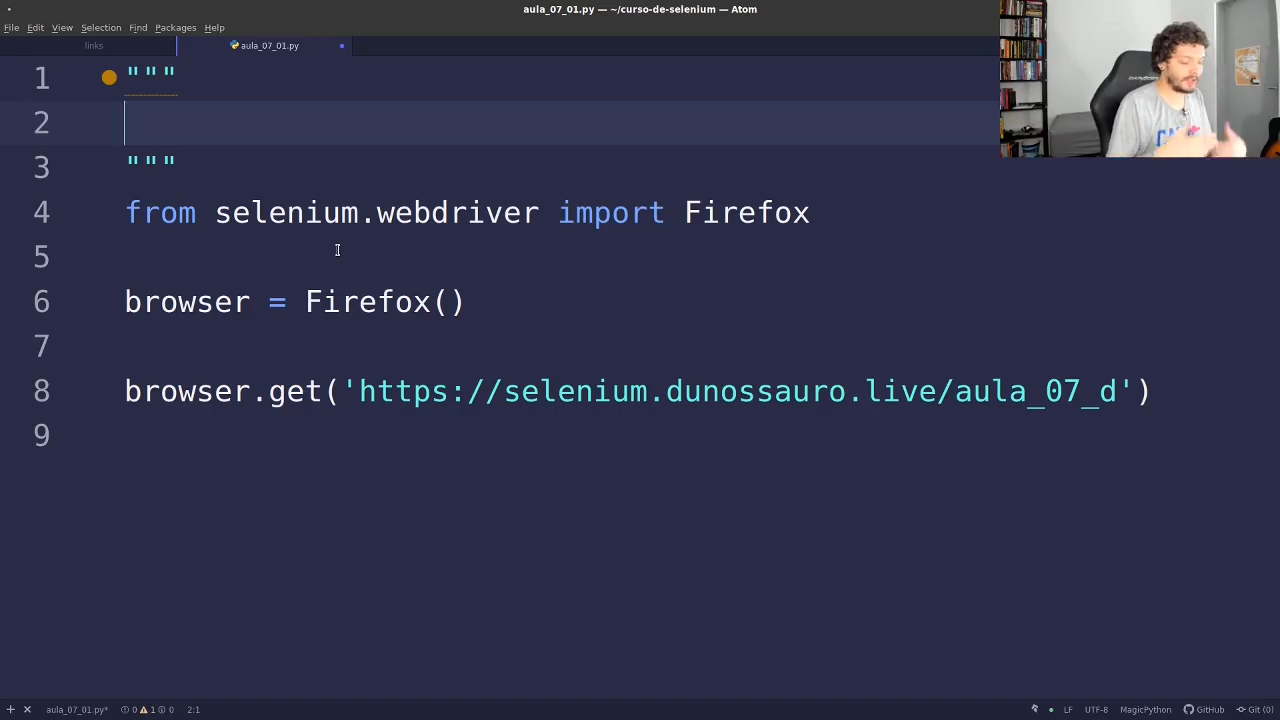 aula_07_01.py — ~/curso-de-selenium — Atom
File Edit View Selection Find Packages Help
links aula_07_01.py
1 """
2
3 """
4 from selenium.webdriver import Firefox
5
6 browser = Firefox()
7
8 browser.get('https://selenium.dunossauro.live/aula_07_d')
9
aula_07_01.py* 0 1 0 2:1 LF UTF-8 MagicPython GitHub Git (0)